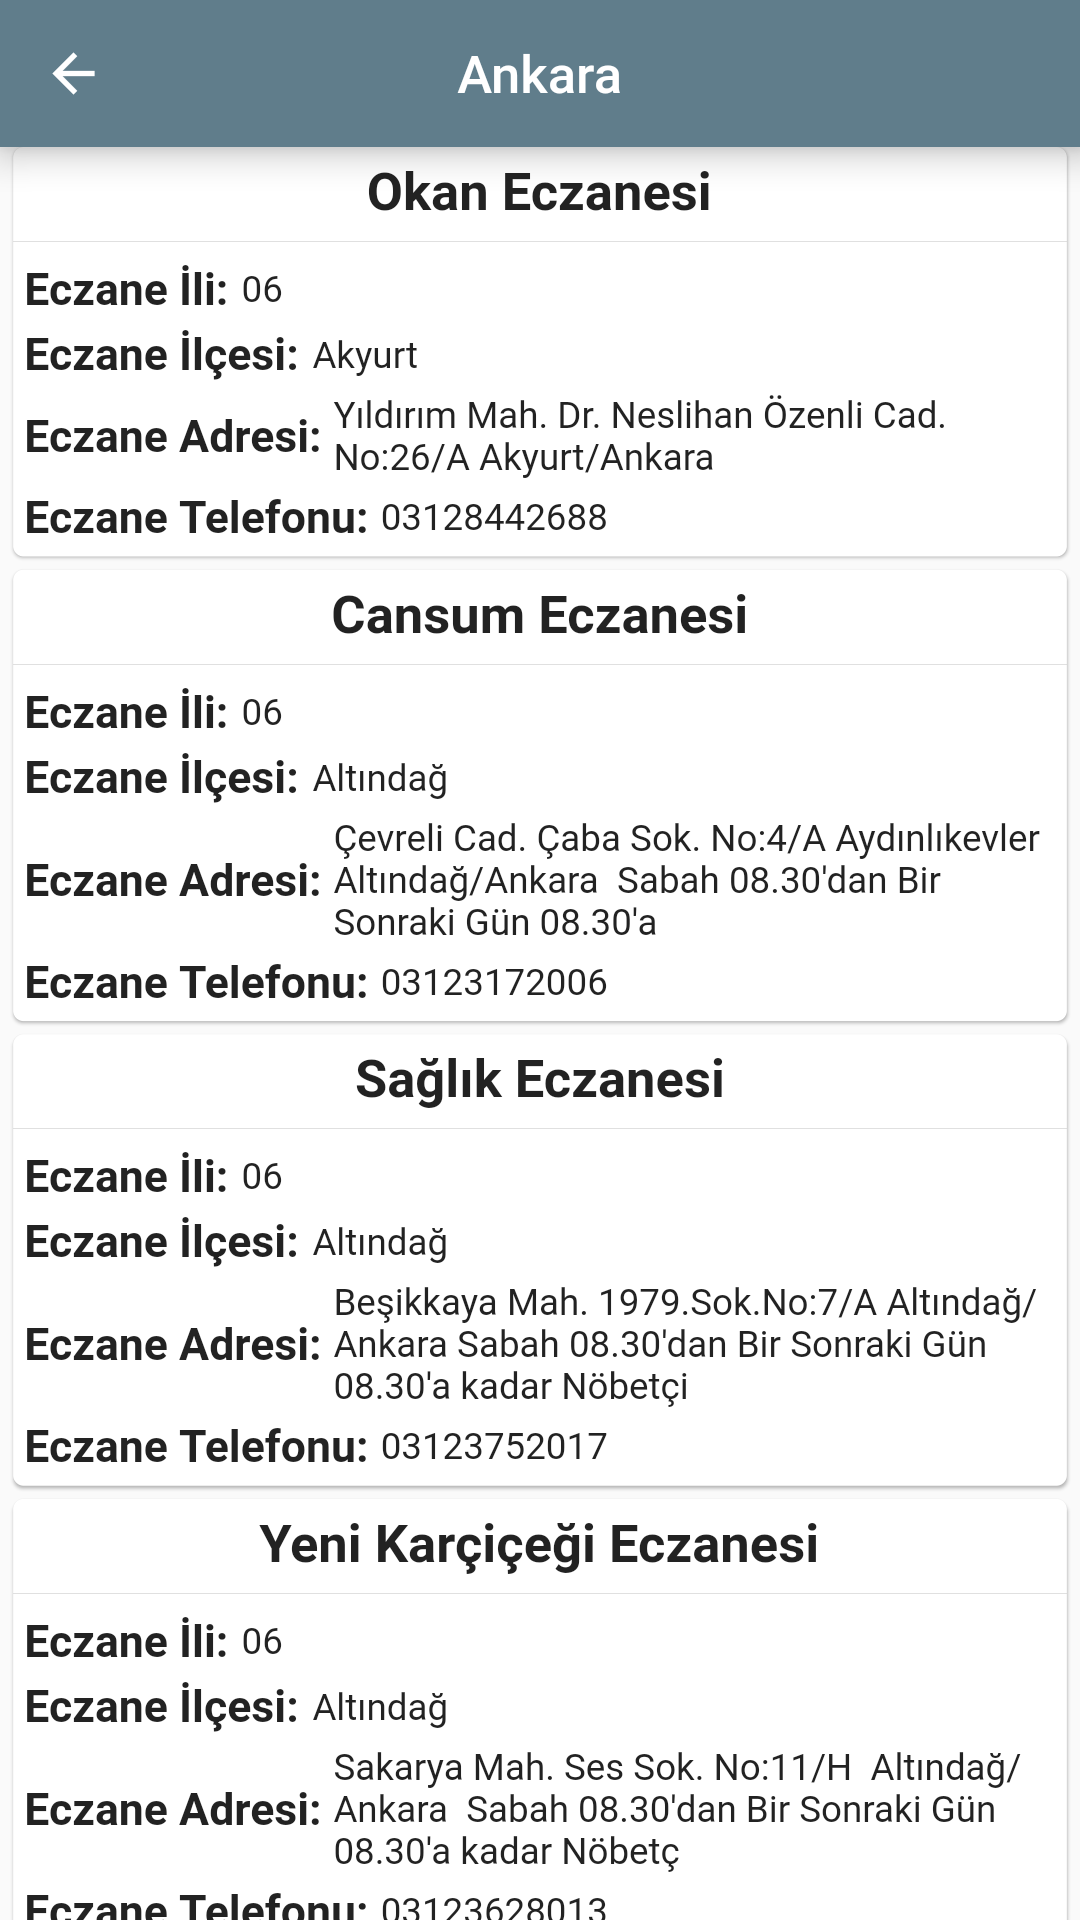 Ankara
Okan Eczanesi
Eczane İli: 06
Eczane İlçesi: Akyurt
Eczane Adresi: Yıldırım Mah. Dr. Neslihan Özenli Cad.
No:26/A Akyurt/Ankara
Eczane Telefonu: 03128442688
Cansum Eczanesi
Eczane İli: 06
Eczane İlçesi: Altındağ
Eczane Adresi: Çevreli Cad. Çaba Sok. No:4/A Aydınlıkevler
Altındağ/Ankara  Sabah 08.30'dan Bir
Sonraki Gün 08.30'a
Eczane Telefonu: 03123172006
Sağlık Eczanesi
Eczane İli: 06
Eczane İlçesi: Altındağ
Eczane Adresi: Beşikkaya Mah. 1979.Sok.No:7/A Altındağ/
Ankara Sabah 08.30'dan Bir Sonraki Gün
08.30'a kadar Nöbetçi
Eczane Telefonu: 03123752017
Yeni Karçiçeği Eczanesi
Eczane İli: 06
Eczane İlçesi: Altındağ
Eczane Adresi: Sakarya Mah. Ses Sok. No:11/H  Altındağ/
Ankara  Sabah 08.30'dan Bir Sonraki Gün
08.30'a kadar Nöbetç
Eczane Telefonu: 03123628013